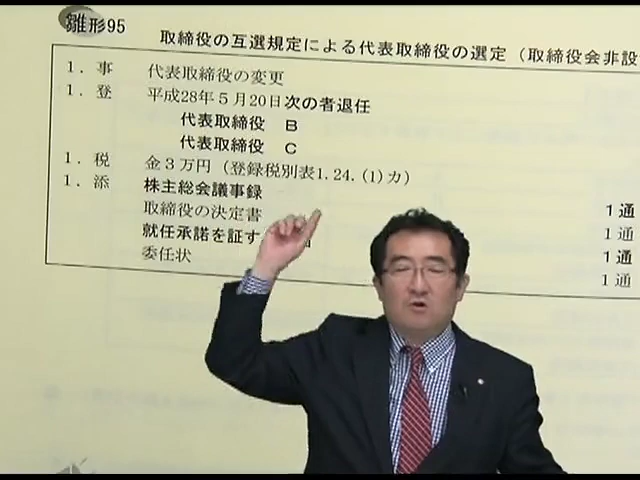 雛形95
取締役の互選規定による代表取締役の選定（取締役会非設
1．事　代表取締役の変更
1．登　平成28年５月20日次の者退任
代表取締役　B
代表取締役　C
1．税　金３万円（登録税別表1.24.(1)カ）
1．添　株主総会議事録　1通
取締役の決定書　1通
就任承諾を証す　1通
委任状　1通